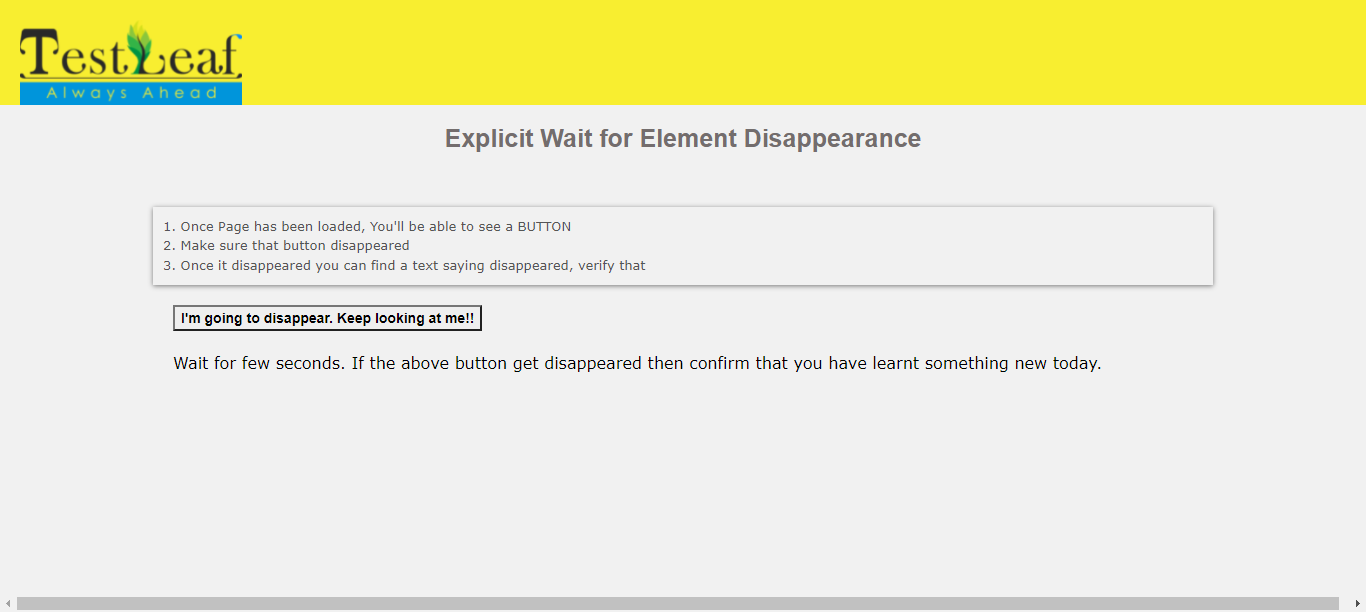 TestLeaf
Always Ahead
Explicit Wait for Element Disappearance
1. Once Page has been loaded, You'll be able to see a BUTTON
2. Make sure that button disappeared
3. Once it disappeared you can find a text saying disappeared, verify that
I'm going to disappear. Keep looking at me!!
Wait for few seconds. If the above button get disappeared then confirm that you have learnt something new today.